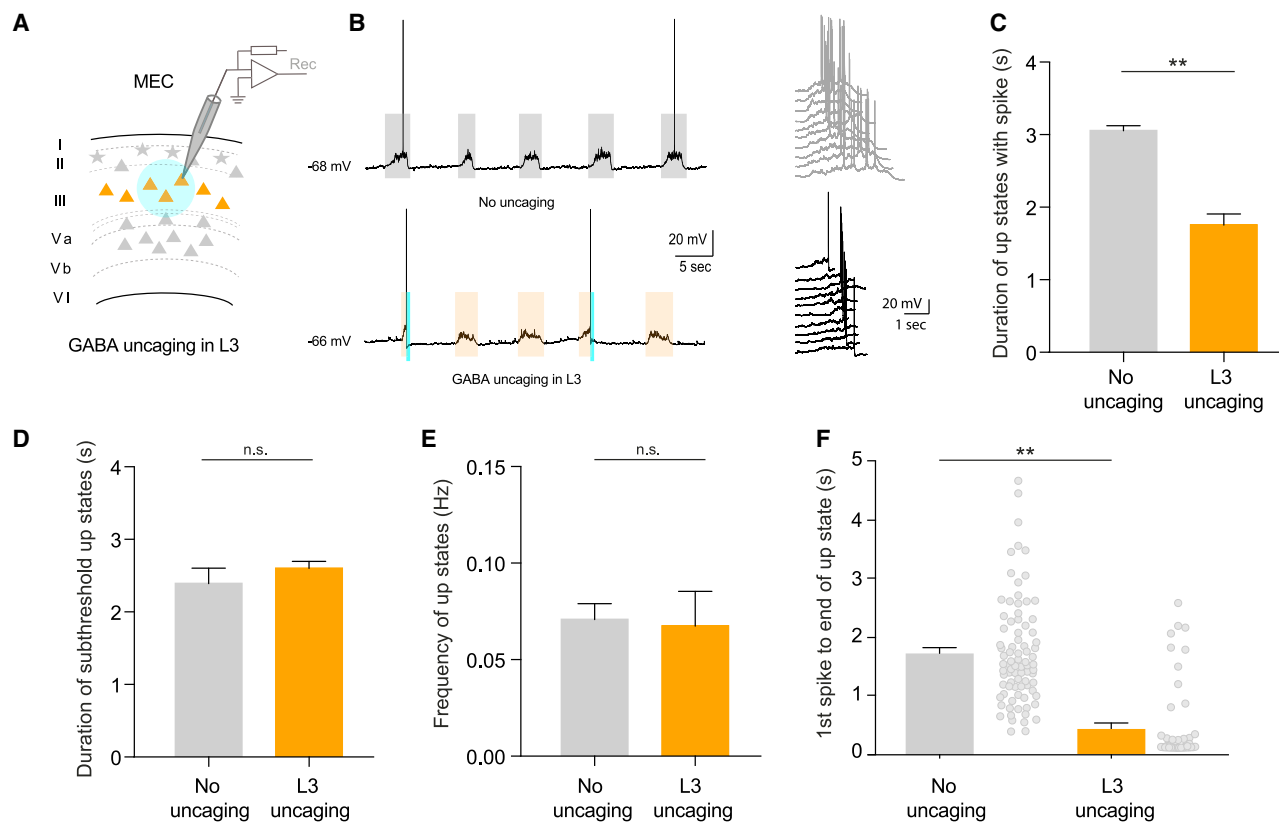 A
MEC
Rec
I
II
III
Va
Vb
VI
GABA uncaging in L3
B
-68 mV
No uncaging
20 mV
5 sec
-66 mV
GABA uncaging in L3
20 mV
1 sec
C
Duration of up states with spike (s)
4
3
2
1
0
**
No
uncaging
L3
uncaging
D
Duration of subthreshold up states (s)
4
3
2
1
0
n.s.
No
uncaging
L3
uncaging
E
Frequency of up states (Hz)
0.15
0.10
0.05
0.00
n.s.
No
uncaging
L3
uncaging
F
1st spike to end of up state (s)
5
4
3
2
1
0
**
No
uncaging
L3
uncaging